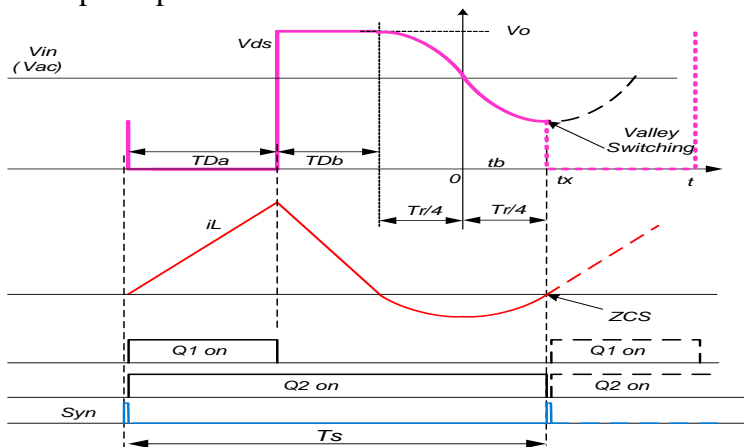 Vin
(Vac)
Vds
Vo
TDa
TDb
tb
Valley
Switching
0
tx
t
Tr/4
Tr/4
iL
ZCS
Q1 on
Q1 on
Q2 on
Q2 on
Syn
Ts